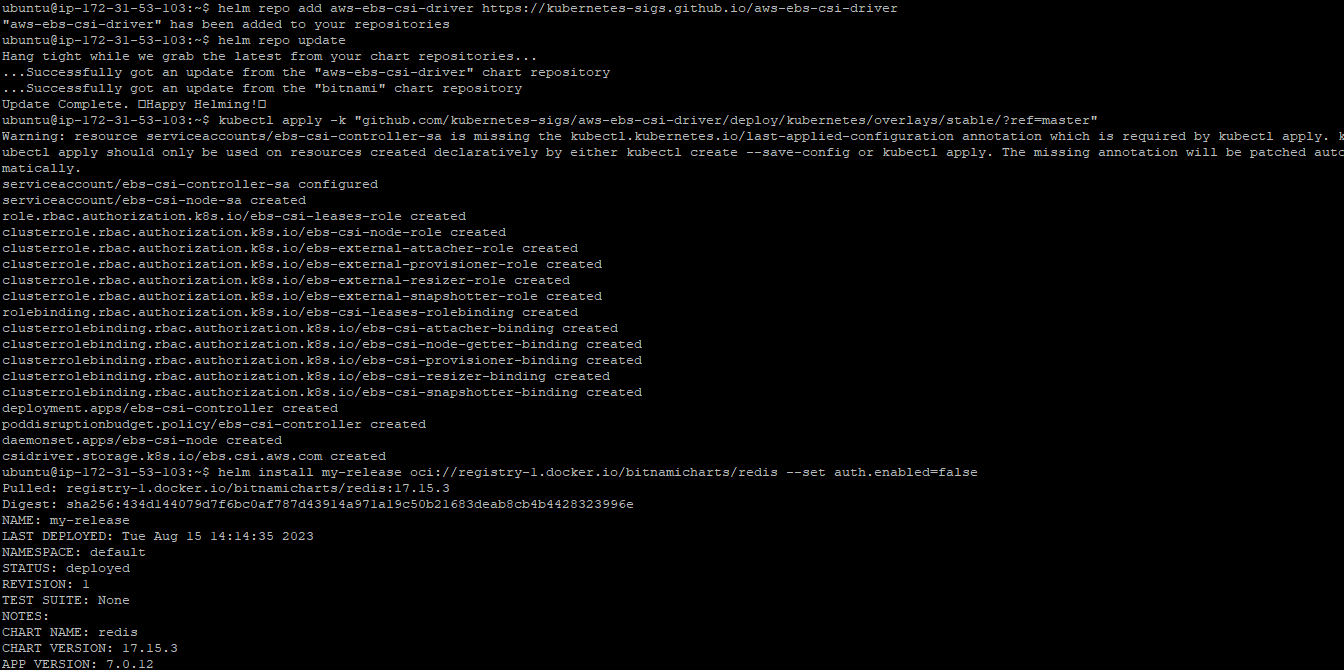 ubuntu@ip-172-31-53-103:~$ helm repo add aws-ebs-csi-driver https://kubernetes-sigs.github.io/aws-ebs-csi-driver
"aws-ebs-csi-driver" has been added to your repositories
ubuntu@ip-172-31-53-103:~$ helm repo update
Hang tight while we grab the latest from your chart repositories...
...Successfully got an update from the "aws-ebs-csi-driver" chart repository
...Successfully got an update from the "bitnami" chart repository
Update Complete. ▯Happy Helming!▯
ubuntu@ip-172-31-53-103:~$ kubectl apply -k "github.com/kubernetes-sigs/aws-ebs-csi-driver/deploy/kubernetes/overlays/stable/?ref=master"
Warning: resource serviceaccounts/ebs-csi-controller-sa is missing the kubectl.kubernetes.io/last-applied-configuration annotation which is required by kubectl apply. k
ubectl apply should only be used on resources created declaratively by either kubectl create --save-config or kubectl apply. The missing annotation will be patched auto
matically.
serviceaccount/ebs-csi-controller-sa configured
serviceaccount/ebs-csi-node-sa created
role.rbac.authorization.k8s.io/ebs-csi-leases-role created
clusterrole.rbac.authorization.k8s.io/ebs-csi-node-role created
clusterrole.rbac.authorization.k8s.io/ebs-external-attacher-role created
clusterrole.rbac.authorization.k8s.io/ebs-external-provisioner-role created
clusterrole.rbac.authorization.k8s.io/ebs-external-resizer-role created
clusterrole.rbac.authorization.k8s.io/ebs-external-snapshotter-role created
rolebinding.rbac.authorization.k8s.io/ebs-csi-leases-rolebinding created
clusterrolebinding.rbac.authorization.k8s.io/ebs-csi-attacher-binding created
clusterrolebinding.rbac.authorization.k8s.io/ebs-csi-node-getter-binding created
clusterrolebinding.rbac.authorization.k8s.io/ebs-csi-provisioner-binding created
clusterrolebinding.rbac.authorization.k8s.io/ebs-csi-resizer-binding created
clusterrolebinding.rbac.authorization.k8s.io/ebs-csi-snapshotter-binding created
deployment.apps/ebs-csi-controller created
poddisruptionbudget.policy/ebs-csi-controller created
daemonset.apps/ebs-csi-node created
csidriver.storage.k8s.io/ebs.csi.aws.com created
ubuntu@ip-172-31-53-103:~$ helm install my-release oci://registry-1.docker.io/bitnamicharts/redis --set auth.enabled=false
Pulled: registry-1.docker.io/bitnamicharts/redis:17.15.3
Digest: sha256:434d144079d7f6bc0af787d43914a971a19c50b21683deab8cb4b4428323996e
NAME: my-release
LAST DEPLOYED: Tue Aug 15 14:14:35 2023
NAMESPACE: default
STATUS: deployed
REVISION: 1
TEST SUITE: None
NOTES:
CHART NAME: redis
CHART VERSION: 17.15.3
APP VERSION: 7.0.12